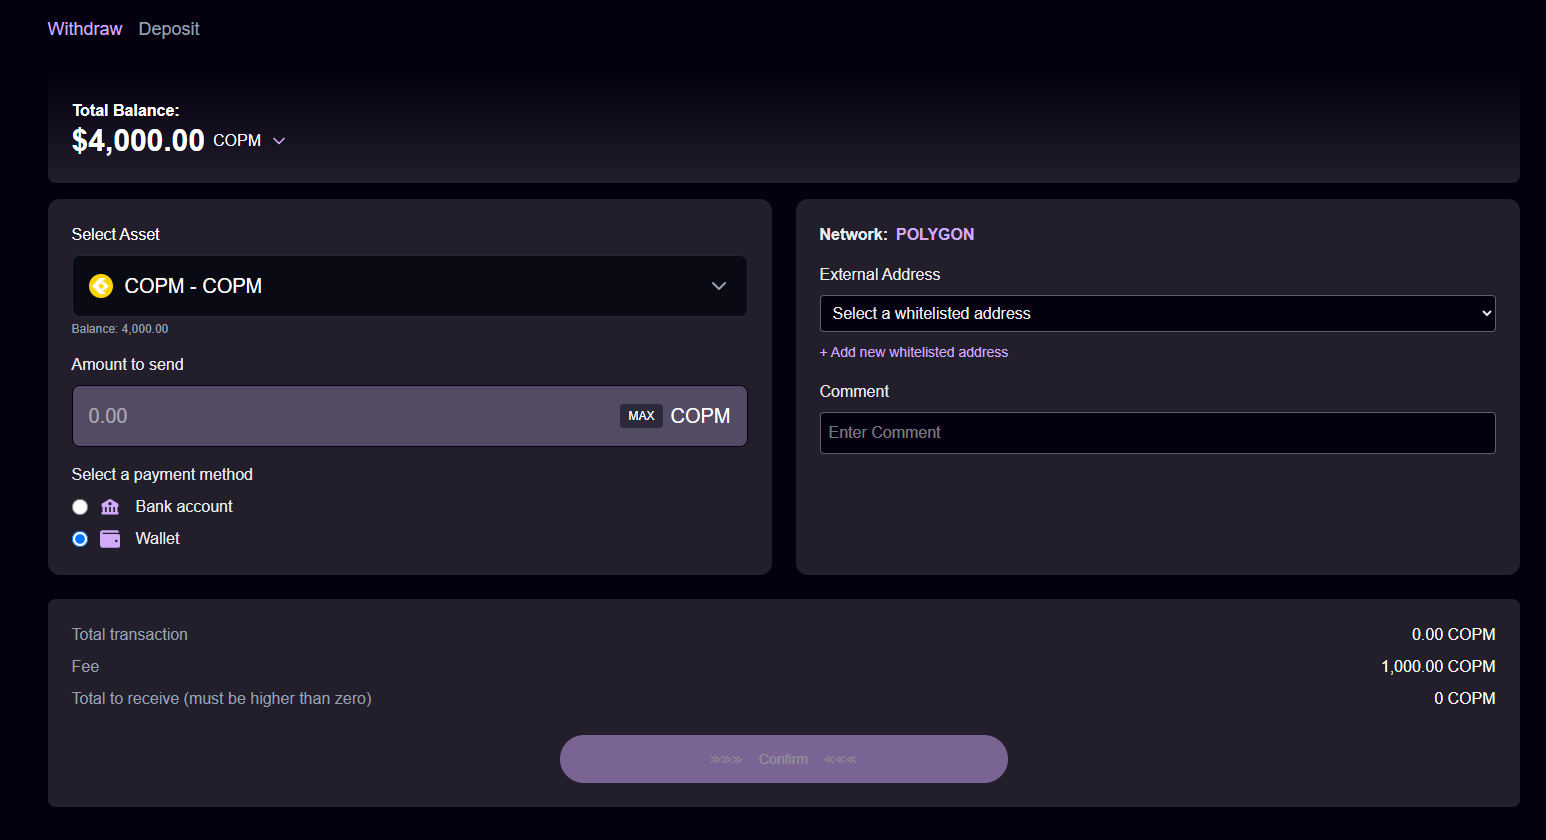 Withdraw Deposit
Total Balance:
$4,000.00 COPM
Select Asset
COPM - COPM
Balance: 4,000.00
Amount to send
0.00 MAX COPM
Select a payment method
Bank account
Wallet
Network: POLYGON
External Address
Select a whitelisted address
+ Add new whitelisted address
Comment
Enter Comment
Total transaction 0.00 COPM
Fee 1,000.00 COPM
Total to receive (must be higher than zero) 0 COPM
>>> Confirm <<<